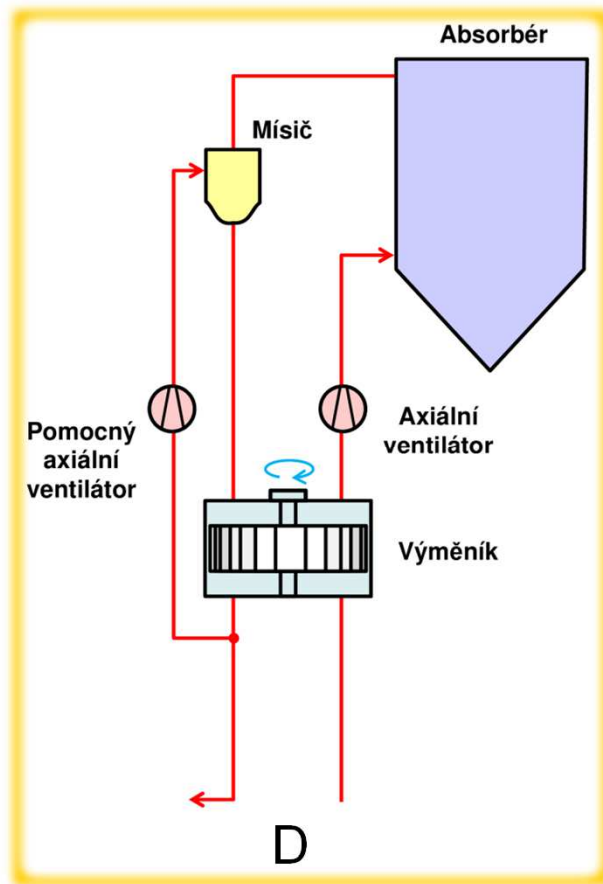 Absorbér
Mísič
Pomocný
axiální
ventilátor
Axiální
ventilátor
Výměník
D